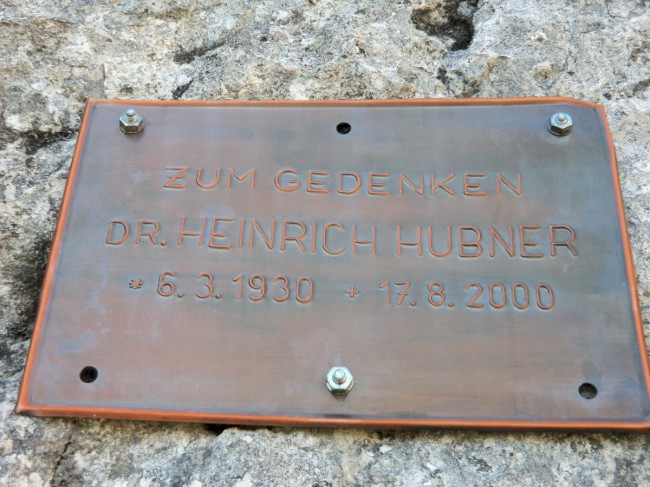 ZUM GEDENKEN
DR. HEINRICH HUBNER
* 6. 3. 1930 + 17. 8. 2000